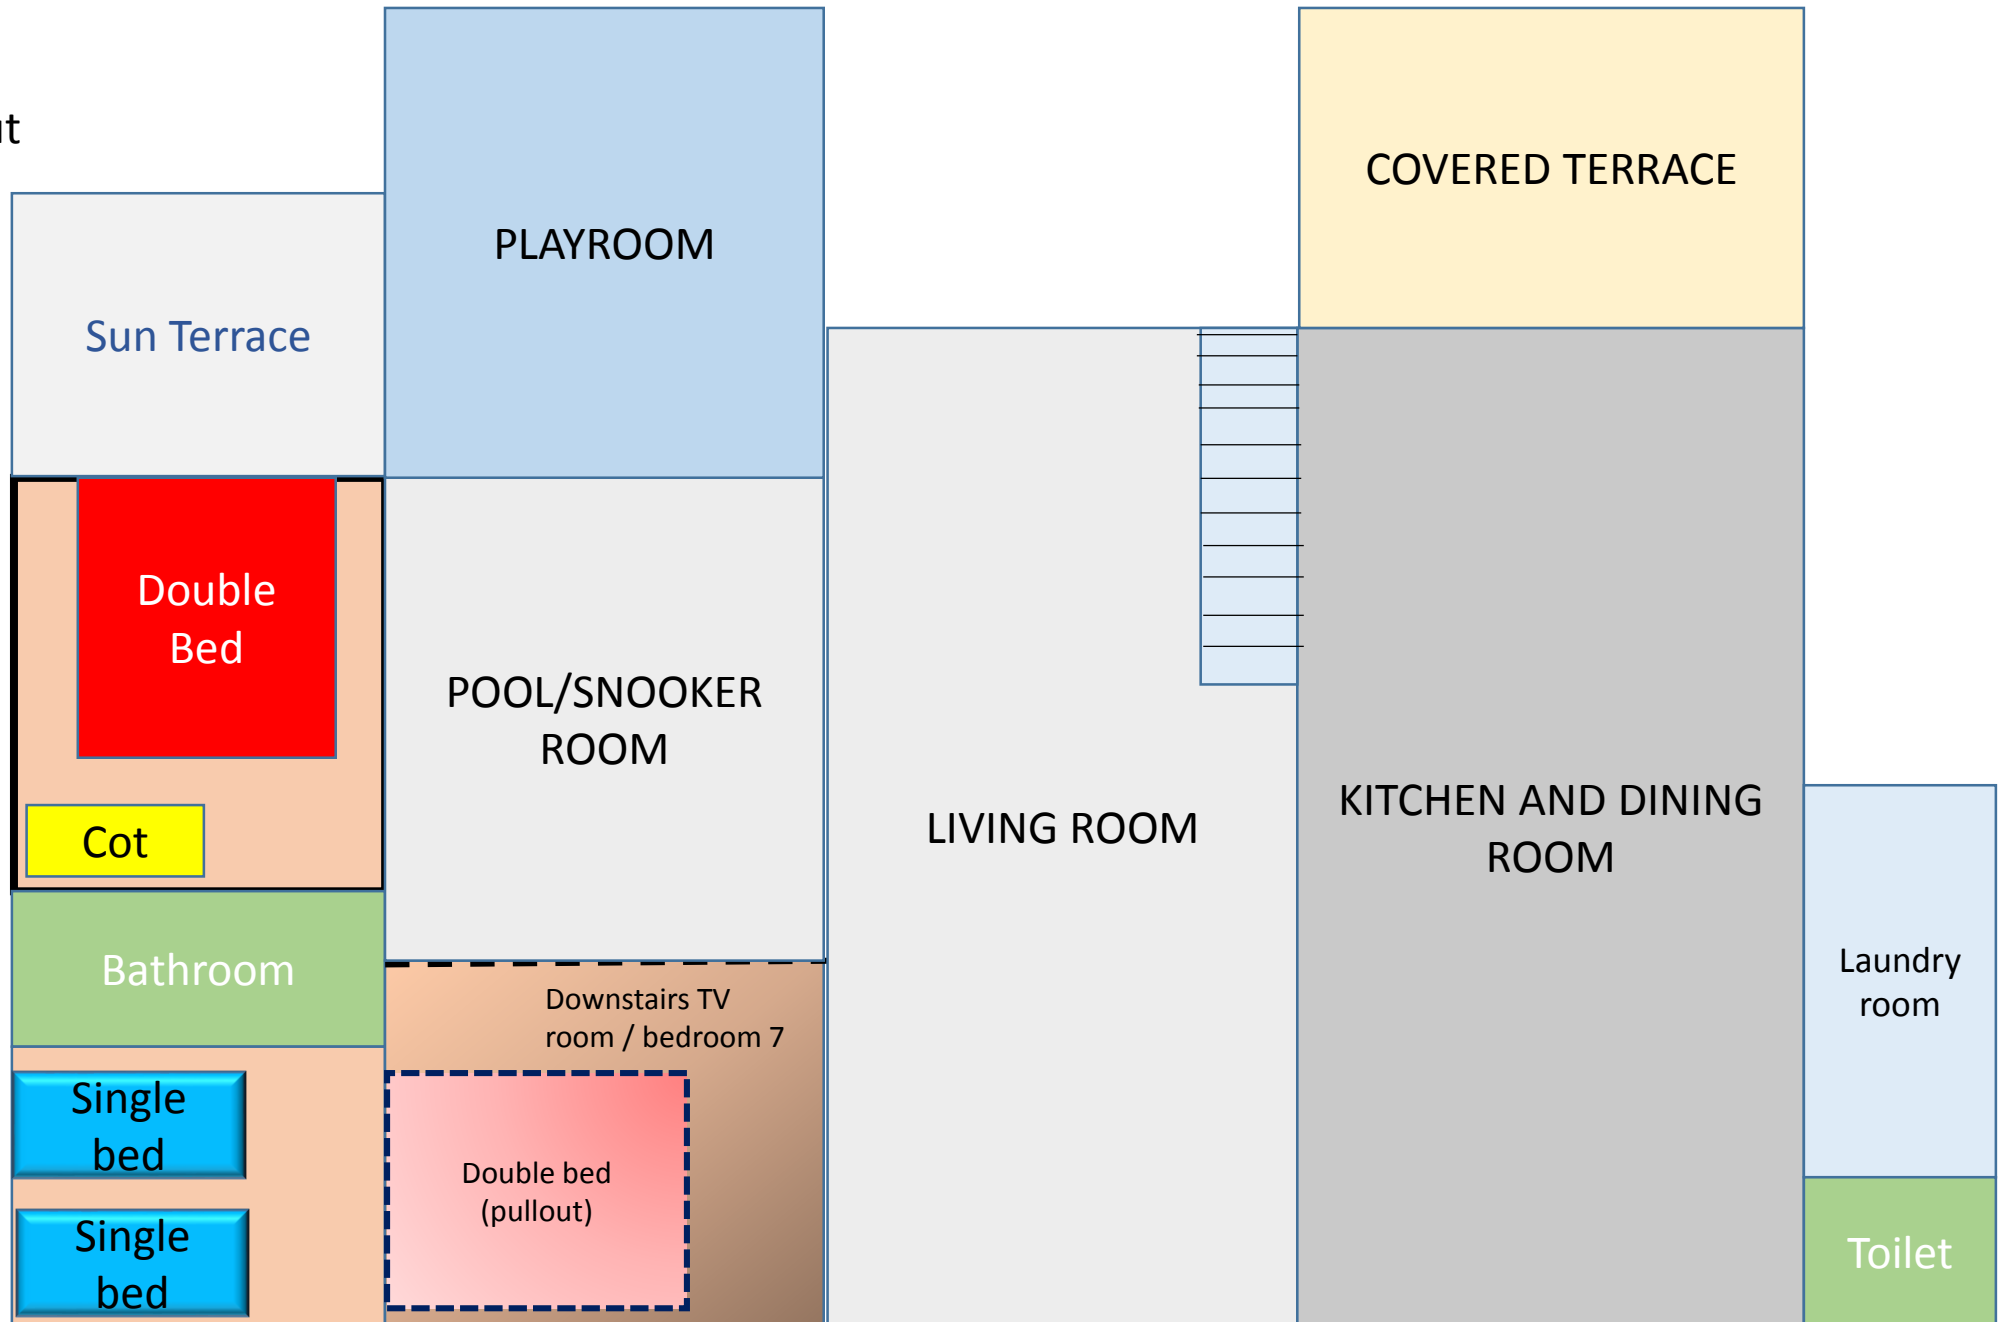 COVERED TERRACE
PLAYROOM
Sun Terrace
Double
Bed
POOL/SNOOKER
ROOM
Cot
LIVING ROOM
KITCHEN AND DINING
ROOM
Bathroom
Laundry
room
Downstairs TV
room / bedroom 7
Single
bed
Double bed
(pullout)
Single
bed
Toilet